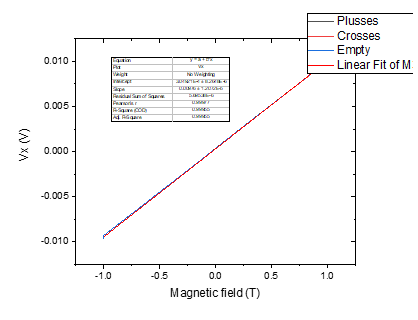 Plusses
Crosses
Empty
Linear Fit of M
0.010
0.005
0.000
-0.005
-0.010
Vx (V)
Equation y = a + b*x
Plot Vx
Weight No Weighting
Intercept
Slope
Residual Sum of Squares
Pearson's r
R-Square (COD)
Adj. R-Square
-1.0 -0.5 0.0 0.5 1.0
Magnetic field (T)